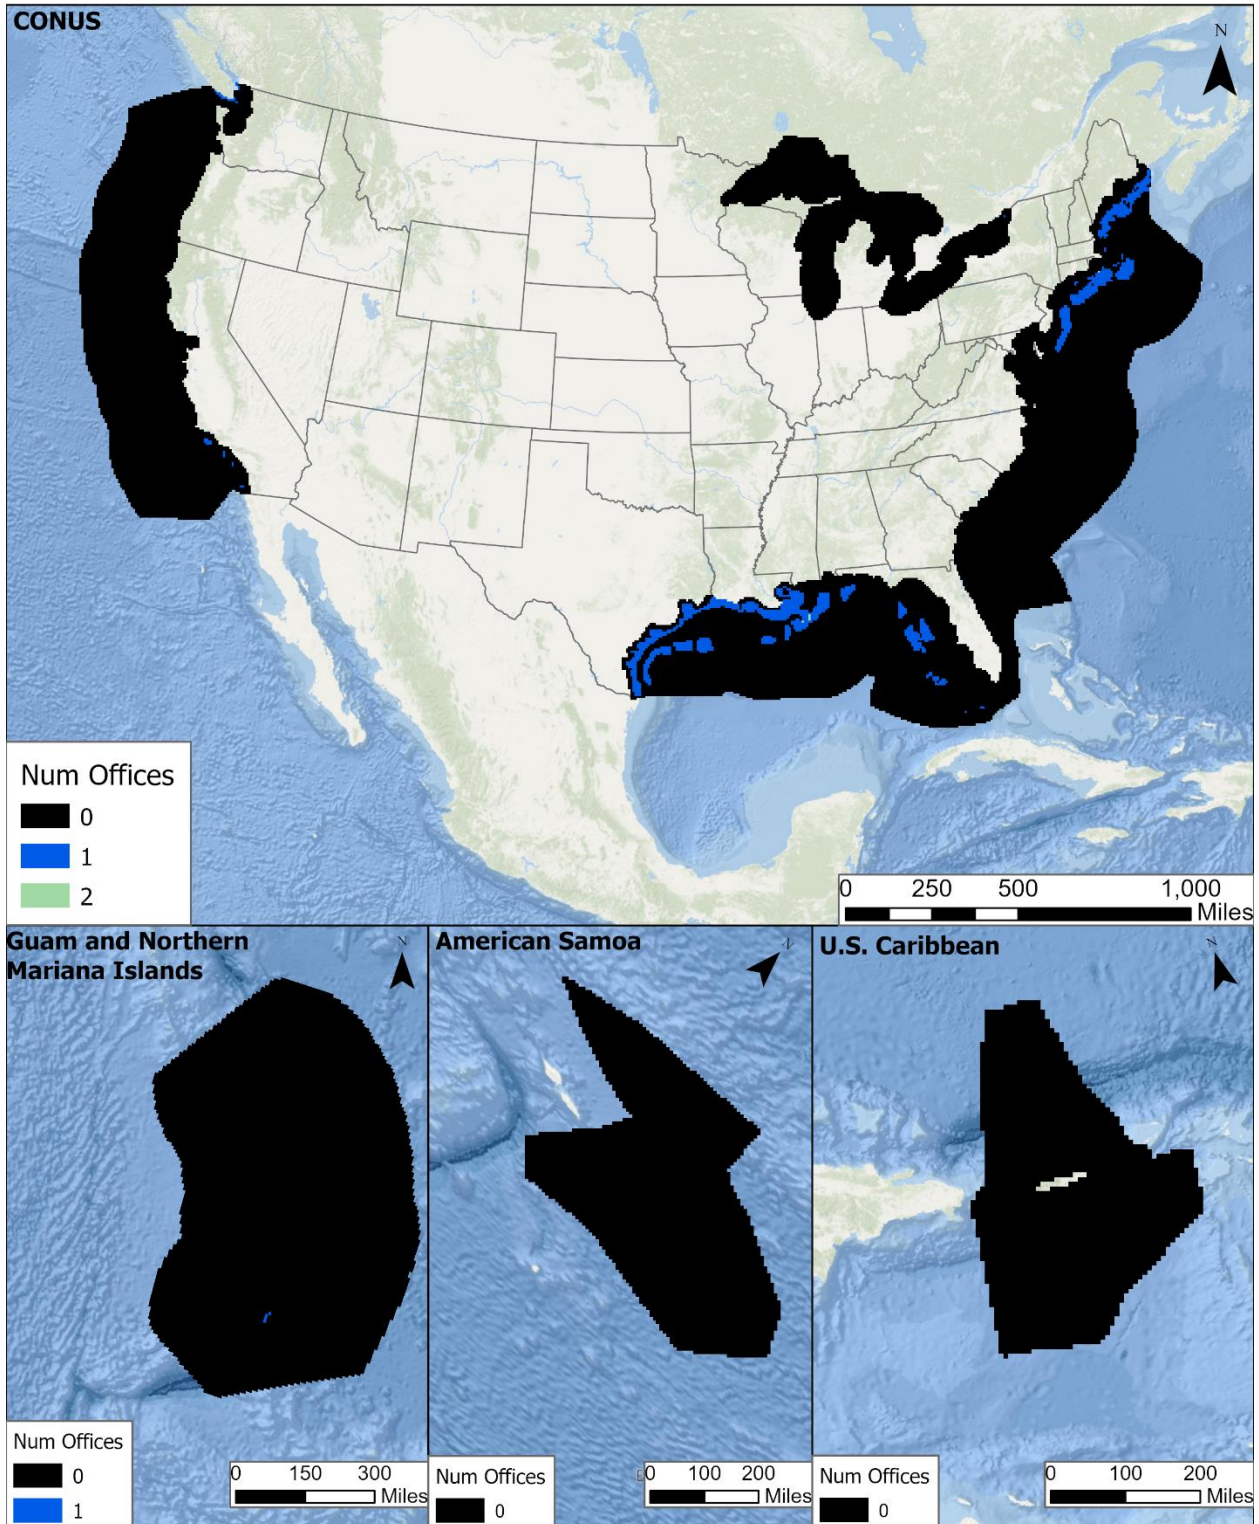 CONUS
N
Num Offices
0
1
2
0 250 500 1,000
Miles
Guam and Northern
Mariana Islands
N
Num Offices
0
1
0 150 300
Miles
American Samoa
N
Num Offices
0
0 100 200
Miles
U.S. Caribbean
N
Num Offices
0
0 100 200
Miles